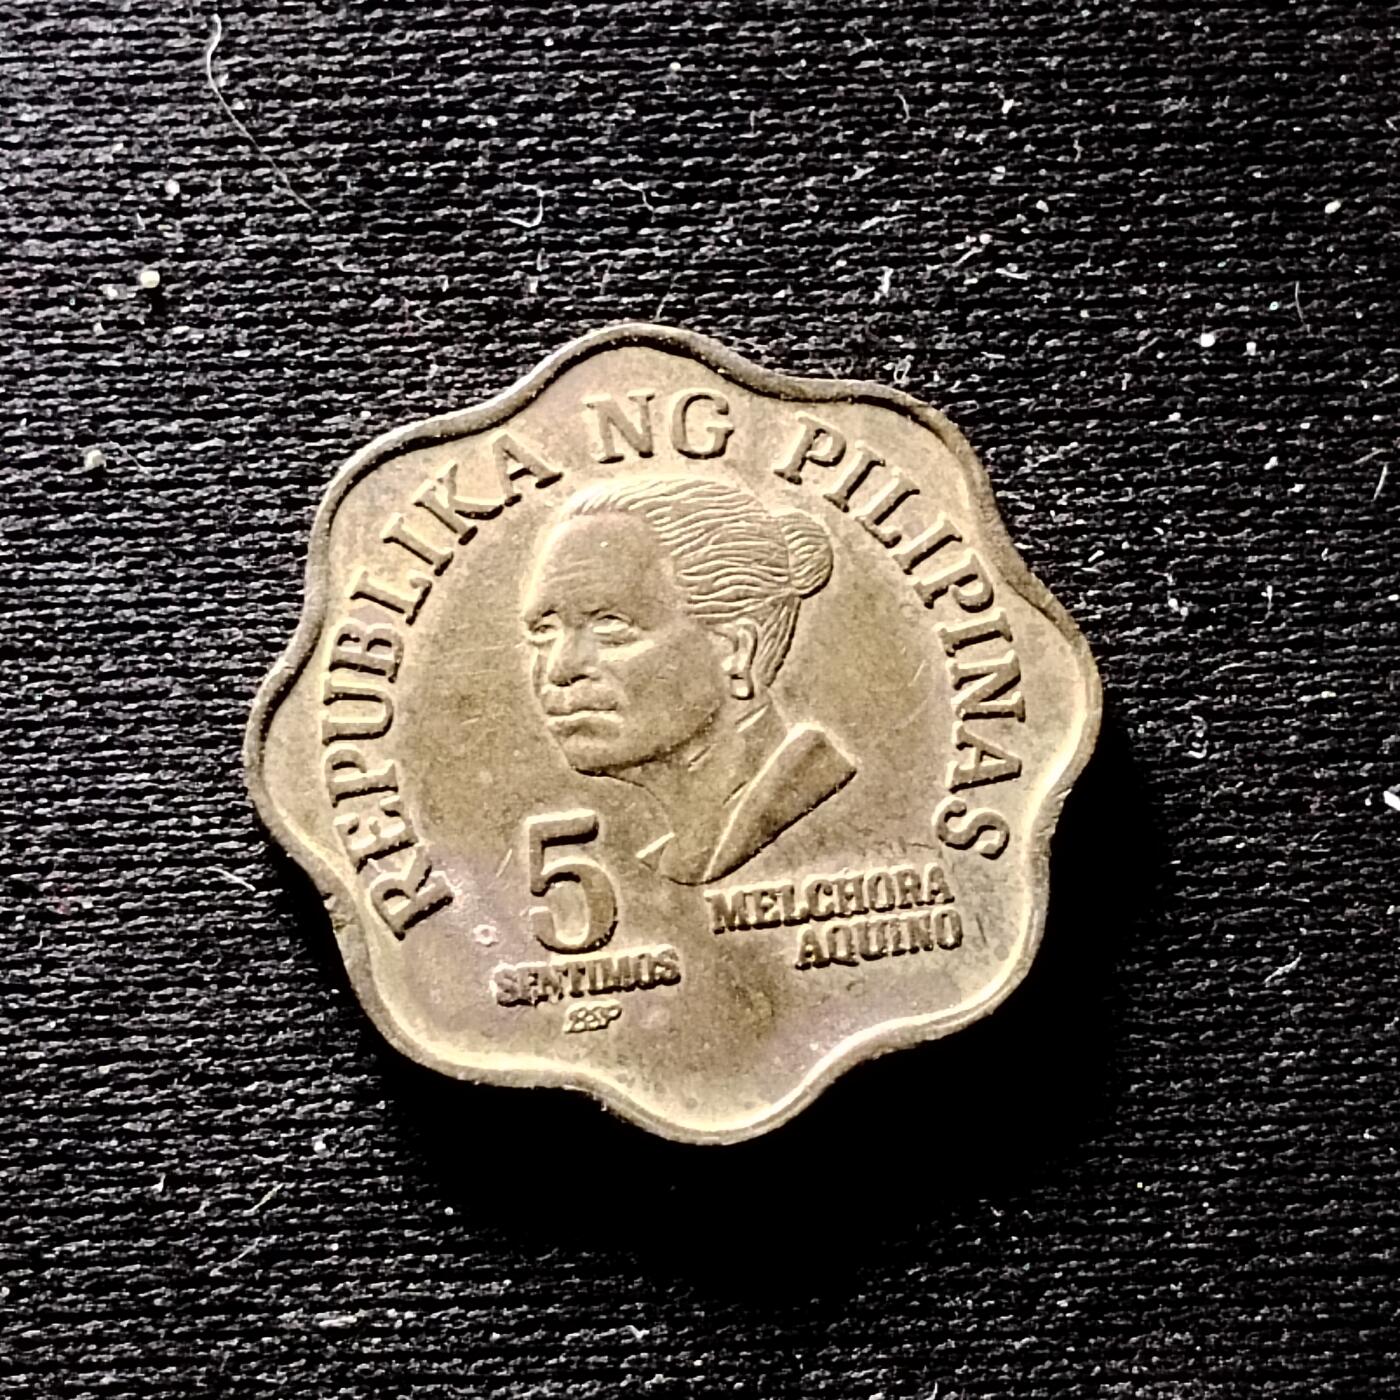 REPUBLIKA NG PILIPINAS
5
SENTIMOS
BSP
MELCHORA
AQUINO